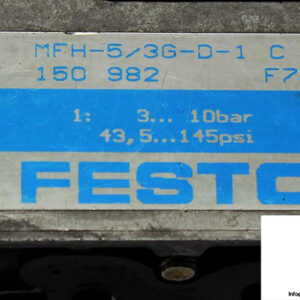 MFH-5/3G-D-1 C
150 982 F7
1: 3... 10bar
43,5...145psi
FESTO